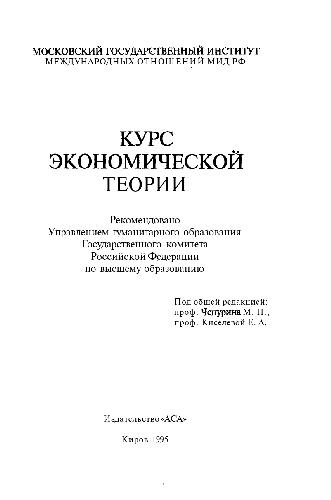 МОСКОВСКИЙ ГОСУДАРСТВЕННЫЙ ИНСТИТУТ
МЕЖДУНАРОДНЫХ ОТНОШЕНИЙ МИД РФ
КУРС
ЭКОНОМИЧЕСКОЙ
ТЕОРИИ
Рекомендовано
Управлением гуманитарного образования
Государственного комитета
Российской Федерации
по высшему образованию
Под общей редакцией:
проф. Чепурина М. Н.,
проф. Киселевой Е. А.
Издательство «АСА»
Киров 1995